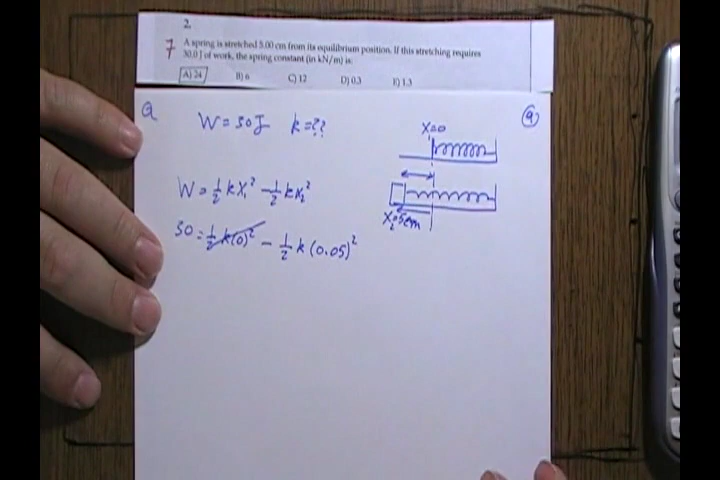 2.
7 A spring is stretched 5.00 cm from its equilibrium position. If this stretching requires
30.0 J of work, the spring constant (in kN/m) is:
A) 24 B) 6 C) 12 D) 0.3 E) 1.3
Q W = 30J k = ??
9
X=0
W = 1/2 kx₁² - 1/2 kx₂²
X₂=5cm
30 = 1/2 k(0)² - 1/2 k (0.05)²